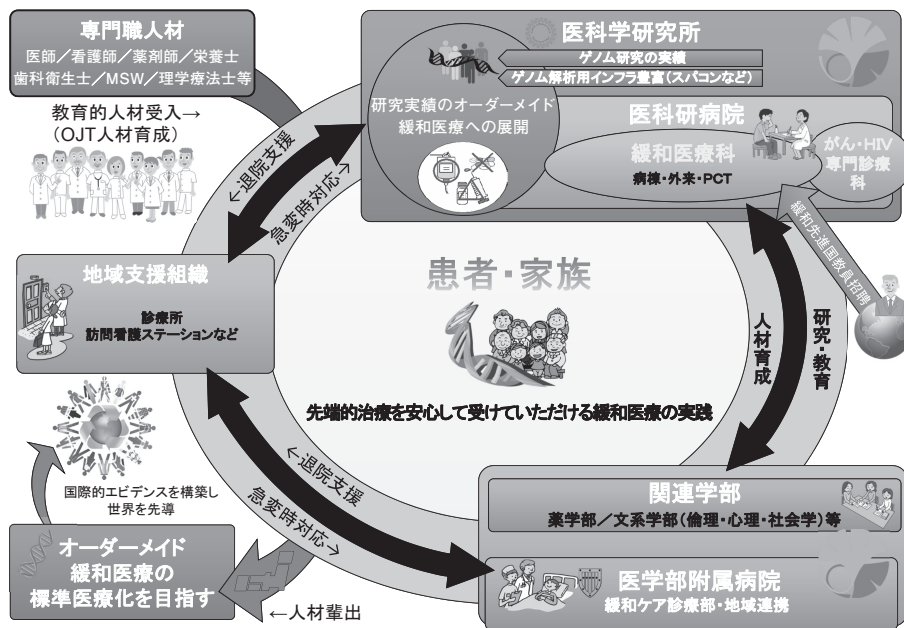 専門職人材
医師／看護師／薬剤師／栄養士
歯科衛生士／MSW／理学療法士等
教育的人材受入→
（OJT人材育成）
医科学研究所
ゲノム研究の実績
ゲノム解析用インフラ豊富（スパコンなど）
研究実績のオーダーメイド
緩和医療への展開
医科研病院
緩和医療科
病棟・外来・PCT
がん・HIV
専門診療
科
緩和先進国教員招聘
←退院支援
急変時対応→
地域支援組織
診療所
訪問看護ステーションなど
患者・家族
先端的治療を安心して受けていただける緩和医療の実践
人材育成
研究・教育
国際的エビデンスを構築し
世界を先導
←退院支援
急変時対応→
オーダーメイド
緩和医療の
標準医療化を目指す
←人材輩出
関連学部
薬学部／文系学部（倫理・心理・社会学）等
医学部附属病院
緩和ケア診療部・地域連携